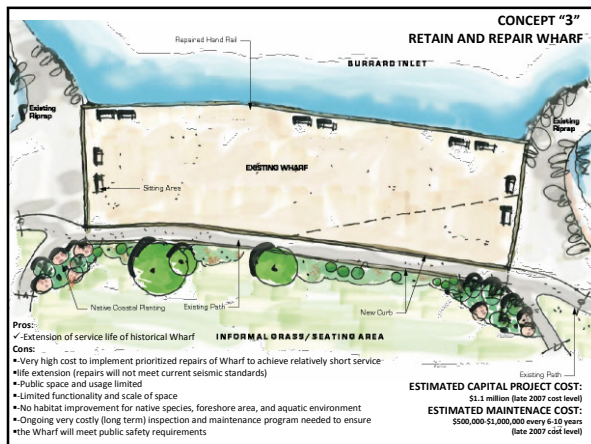 CONCEPT “3”
RETAIN AND REPAIR WHARF
Repaired Hand Rail
BURRARD INLET
Existing
Riprap
Existing
Riprap
EXISTING WHARF
Sitting Area
Native Coastal Planting
Existing Path
New Curb
INFORMAL GRASS/SEATING AREA
Existing Path
Pros:
✓-Extension of service life of historical Wharf
Cons:
▪-Very high cost to implement prioritized repairs of Wharf to achieve relatively short service
▪life extension (repairs will not meet current seismic standards)
▪-Public space and usage limited
▪-Limited functionality and scale of space
▪-No habitat improvement for native species, foreshore area, and aquatic environment
▪-Ongoing very costly (long term) inspection and maintenance program needed to ensure
▪the Wharf will meet public safety requirements
ESTIMATED CAPITAL PROJECT COST:
$1.1 million (late 2007 cost level)
ESTIMATED MAINTENACE COST:
$500,000-$1,000,000 every 6-10 years
(late 2007 cost level)